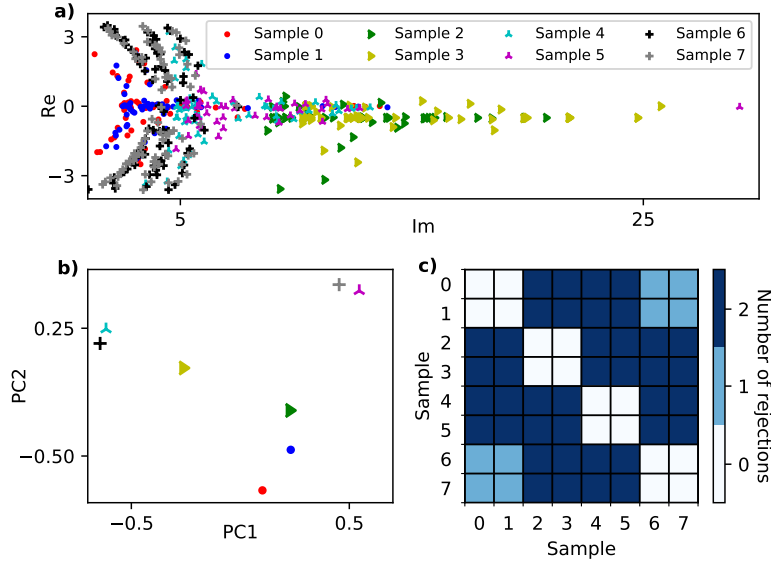 a)
Sample 0 Sample 2 Sample 4 Sample 6
Sample 1 Sample 3 Sample 5 Sample 7
3
0
−3
Re
5 25
Im
b)
0.25
−0.50
PC2
−0.5 0.5
PC1
c)
0
1
2
3
4
5
6
7
Sample
0 1 2 3 4 5 6 7
Sample
2
1
0
Number of rejections